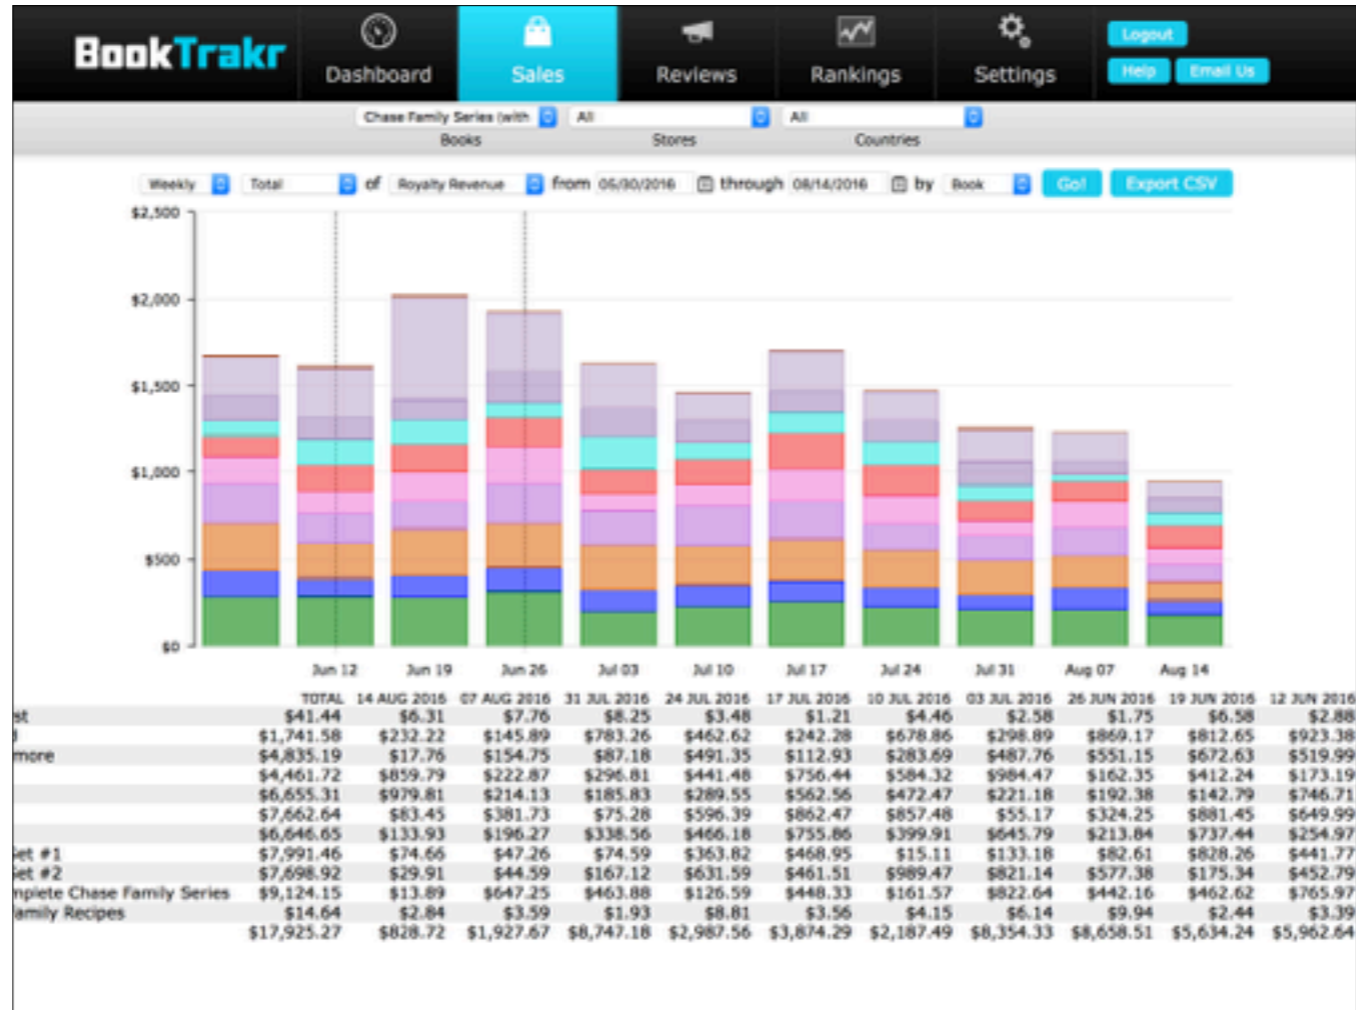 BookTrakr
Dashboard Sales Reviews Rankings Settings
Logout
Help Email Us
Chase Family Series (with All All
Books Stores Countries
Weekly Total of Royalty Revenue from 05/30/2016 through 08/14/2016 by Book Go! Export CSV
$2,500
$2,000
$1,500
$1,000
$500
$0
Jun 12 Jun 19 Jun 26 Jul 03 Jul 10 Jul 17 Jul 24 Jul 31 Aug 07 Aug 14
TOTAL 14 AUG 2016 07 AUG 2016 31 JUL 2016 24 JUL 2016 17 JUL 2016 10 JUL 2016 03 JUL 2016 26 JUN 2016 19 JUN 2016 12 JUN 2016
st $41.44 $6.31 $7.76 $8.25 $3.48 $1.21 $4.46 $2.58 $1.75 $6.58 $2.88
$1,741.58 $232.22 $145.89 $783.26 $462.62 $242.28 $678.86 $298.89 $869.17 $812.65 $923.38
more $4,835.19 $17.76 $154.75 $87.18 $491.35 $112.93 $283.69 $487.76 $551.15 $672.63 $519.99
$4,461.72 $859.79 $222.87 $296.81 $441.48 $756.44 $584.32 $984.47 $162.35 $412.24 $173.19
$6,655.31 $979.81 $214.13 $185.83 $289.55 $562.56 $472.47 $221.18 $192.38 $142.79 $746.71
$7,662.64 $83.45 $381.73 $75.28 $596.39 $862.47 $857.48 $55.17 $324.25 $881.45 $649.99
$6,646.65 $133.93 $196.27 $338.56 $466.18 $755.86 $399.91 $645.79 $213.84 $737.44 $254.97
Set #1 $7,991.46 $74.66 $47.26 $74.59 $363.82 $468.95 $15.11 $133.18 $82.61 $828.26 $441.77
Set #2 $7,698.92 $29.91 $44.59 $167.12 $631.59 $461.51 $989.47 $821.14 $577.38 $175.34 $452.79
mplete Chase Family Series $9,124.15 $13.89 $647.25 $463.88 $126.59 $448.33 $161.57 $822.64 $442.16 $462.62 $765.97
amily Recipes $14.64 $2.84 $3.59 $1.93 $8.81 $3.56 $4.15 $6.14 $9.94 $2.44 $3.39
$17,925.27 $828.72 $1,927.67 $8,747.18 $2,987.56 $3,874.29 $2,187.49 $8,354.33 $8,658.51 $5,634.24 $5,962.64